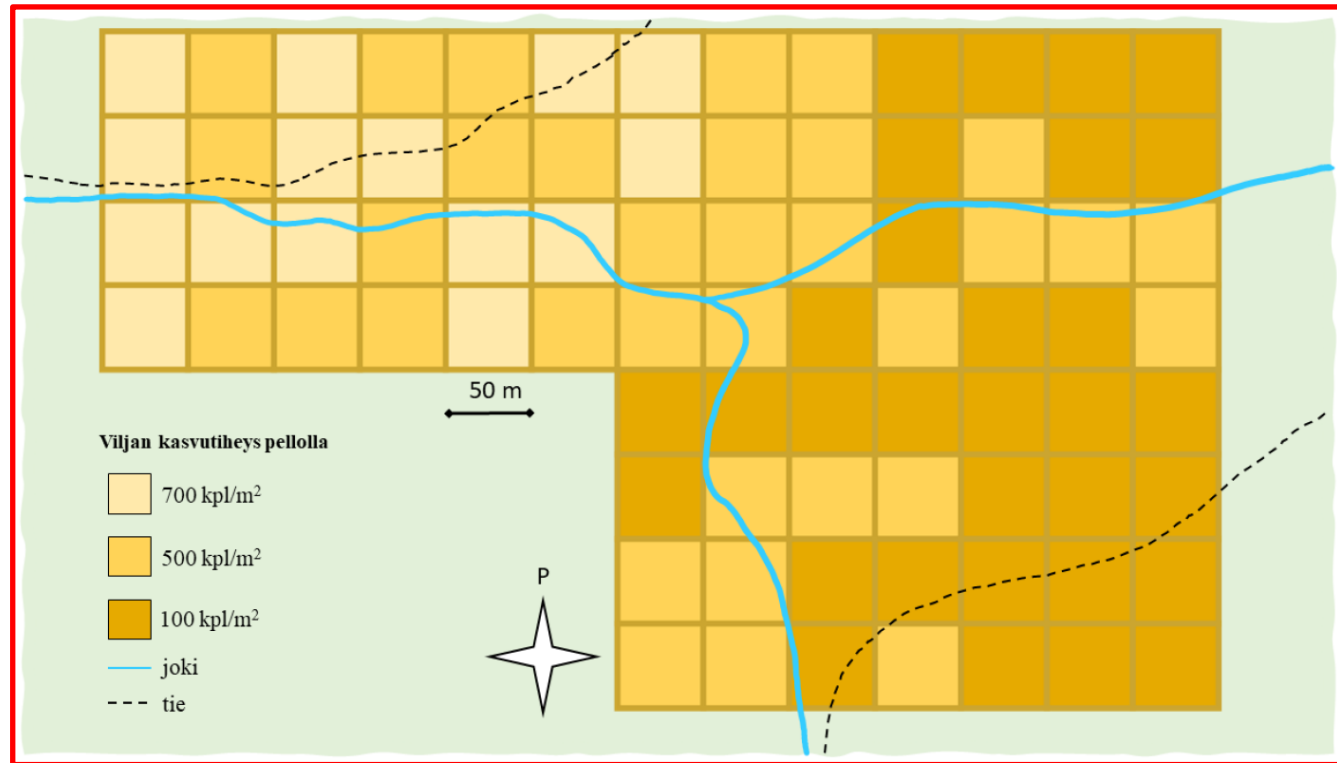 50 m
Viljan kasvutiheys pellolla
700 kpl/m²
500 kpl/m²
100 kpl/m²
joki
tie
P